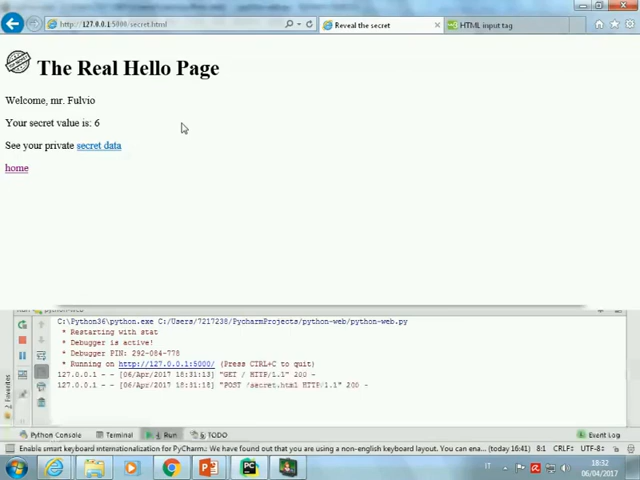 http://127.0.0.1:5000/secret.html
Reveal the secret
HTML input tag
The Real Hello Page
Welcome, mr. Fulvio
Your secret value is: 6
See your private secret data
home
C:\Python36\python.exe C:/Users/7217238/PycharmProjects/python-web/python-web.py
* Restarting with stat
* Debugger is active!
* Debugger PIN: 292-084-778
* Running on http://127.0.0.1:5000/ (Press CTRL+C to quit)
127.0.0.1 - - [06/Apr/2017 18:31:13] "GET / HTTP/1.1" 200 -
127.0.0.1 - - [06/Apr/2017 18:31:18] "POST /secret.html HTTP/1.1" 200 -
2: Favorites
Python Console
Terminal
4: Run
6: TODO
Event Log
Enable smart keyboard internationalization for PyCharm.: We have found out that you are using a non-english keyboard layout. You can ena... (today 16:41)
8:1
CRLF÷
UTF-8÷
IT
18:32
06/04/2017